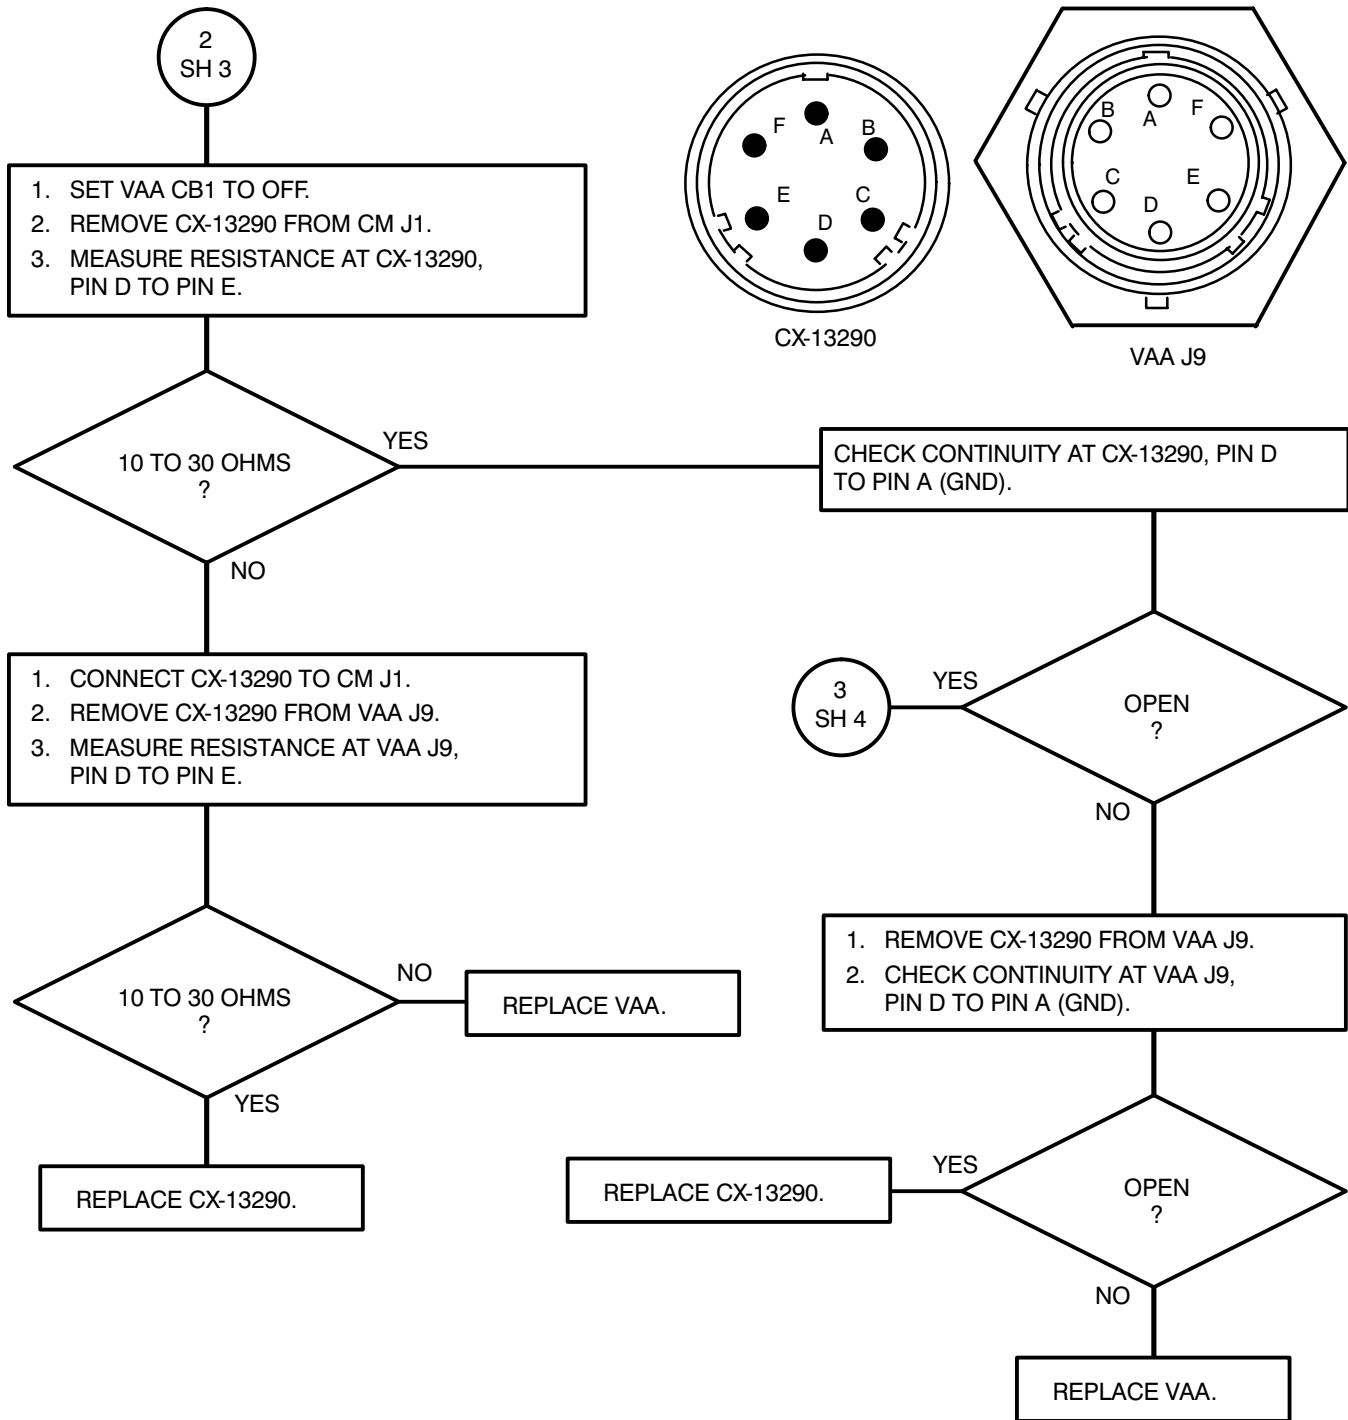 2
SH 3
1. SET VAA CB1 TO OFF.
2. REMOVE CX-13290 FROM CM J1.
3. MEASURE RESISTANCE AT CX-13290,
PIN D TO PIN E.
F
A
B
E
D
C
CX-13290
B
A
F
C
D
E
VAA J9
10 TO 30 OHMS
?
YES
NO
CHECK CONTINUITY AT CX-13290, PIN D
TO PIN A (GND).
1. CONNECT CX-13290 TO CM J1.
2. REMOVE CX-13290 FROM VAA J9.
3. MEASURE RESISTANCE AT VAA J9,
PIN D TO PIN E.
3
SH 4
YES
OPEN
?
NO
10 TO 30 OHMS
?
NO
REPLACE VAA.
YES
REPLACE CX-13290.
1. REMOVE CX-13290 FROM VAA J9.
2. CHECK CONTINUITY AT VAA J9,
PIN D TO PIN A (GND).
REPLACE CX-13290.
YES
OPEN
?
NO
REPLACE VAA.